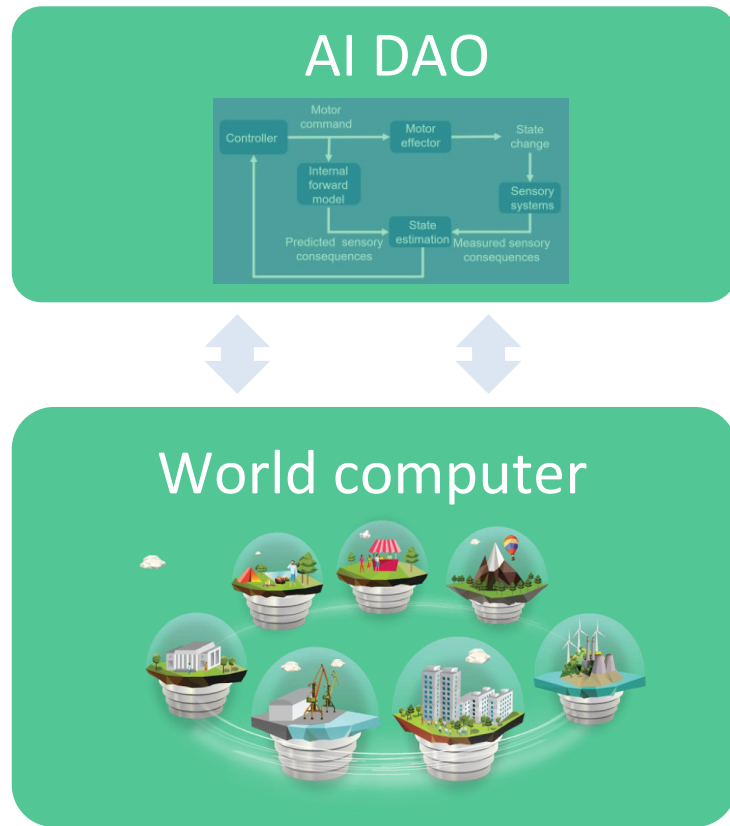 AI DAO
Motor
command
Controller
Motor
effector
State
change
Internal
forward
model
Sensory
systems
State
estimation
Predicted sensory
consequences
Measured sensory
consequences
World computer